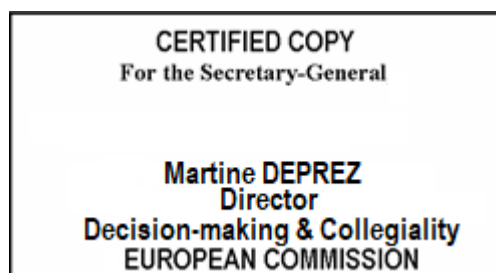 CERTIFIED COPY
For the Secretary-General
Martine DEPREZ
Director
Decision-making & Collegiality
EUROPEAN COMMISSION